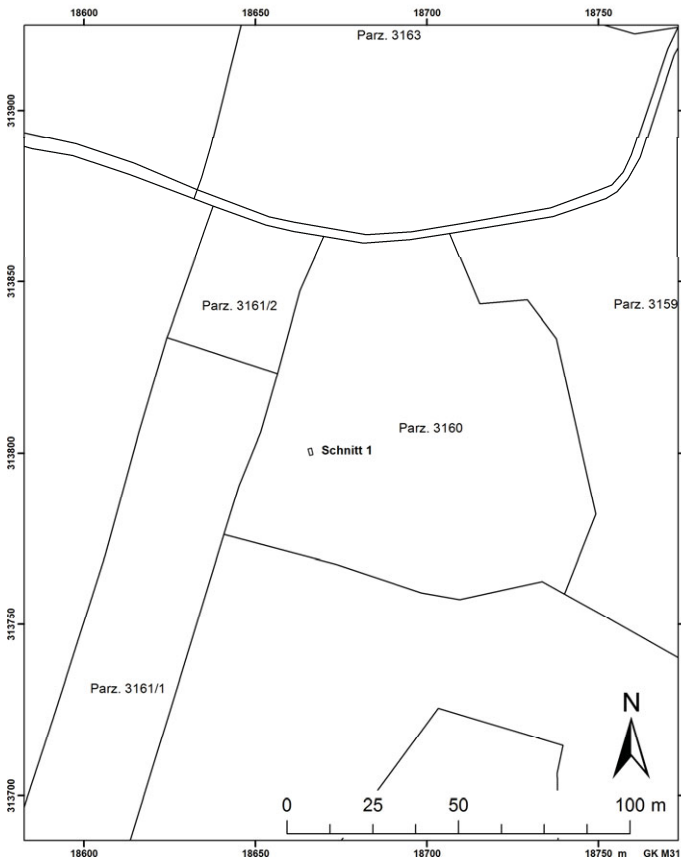 18600 18650 18700 18750
Parz. 3163
313900
313850
Parz. 3161/2
Parz. 3159
Parz. 3160
313800
Schnitt 1
313750
Parz. 3161/1
N
313700
0 25 50 100 m
18600 18650 18700 18750 m GK M31